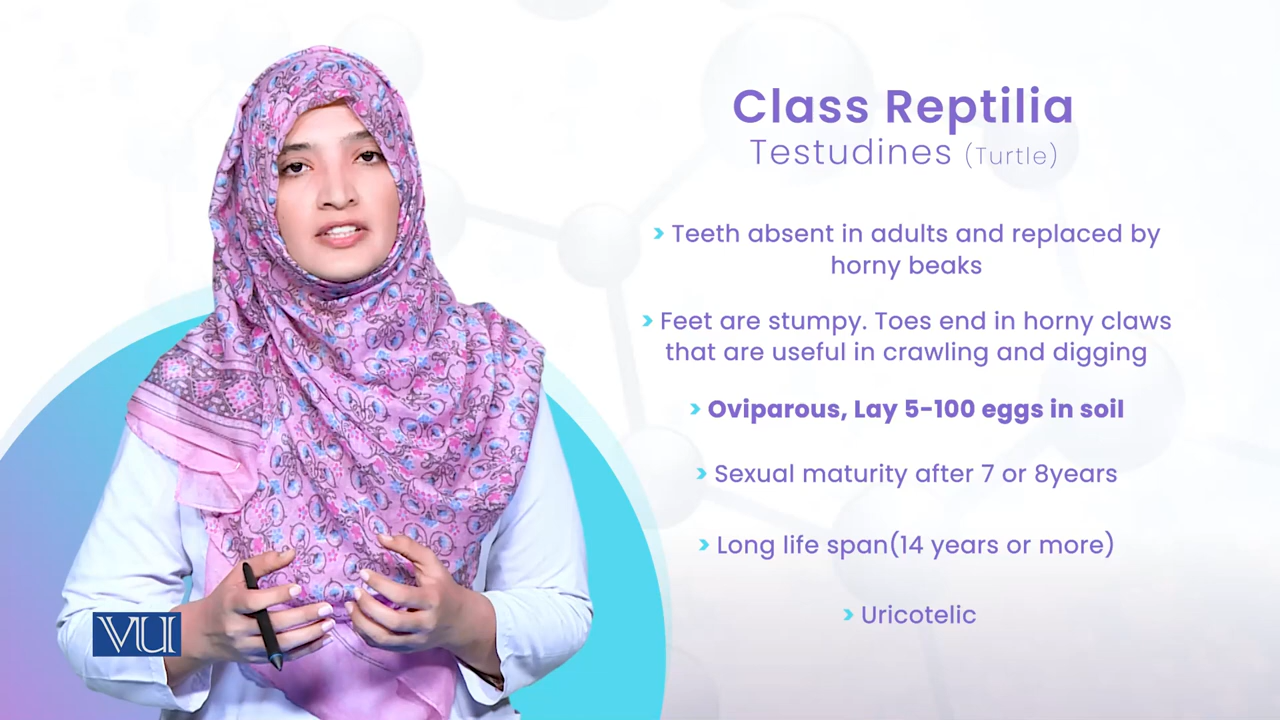 Class Reptilia
Testudines (Turtle)
› Teeth absent in adults and replaced by
horny beaks
› Feet are stumpy. Toes end in horny claws
that are useful in crawling and digging
› Oviparous, Lay 5-100 eggs in soil
› Sexual maturity after 7 or 8years
› Long life span(14 years or more)
› Uricotelic
VU